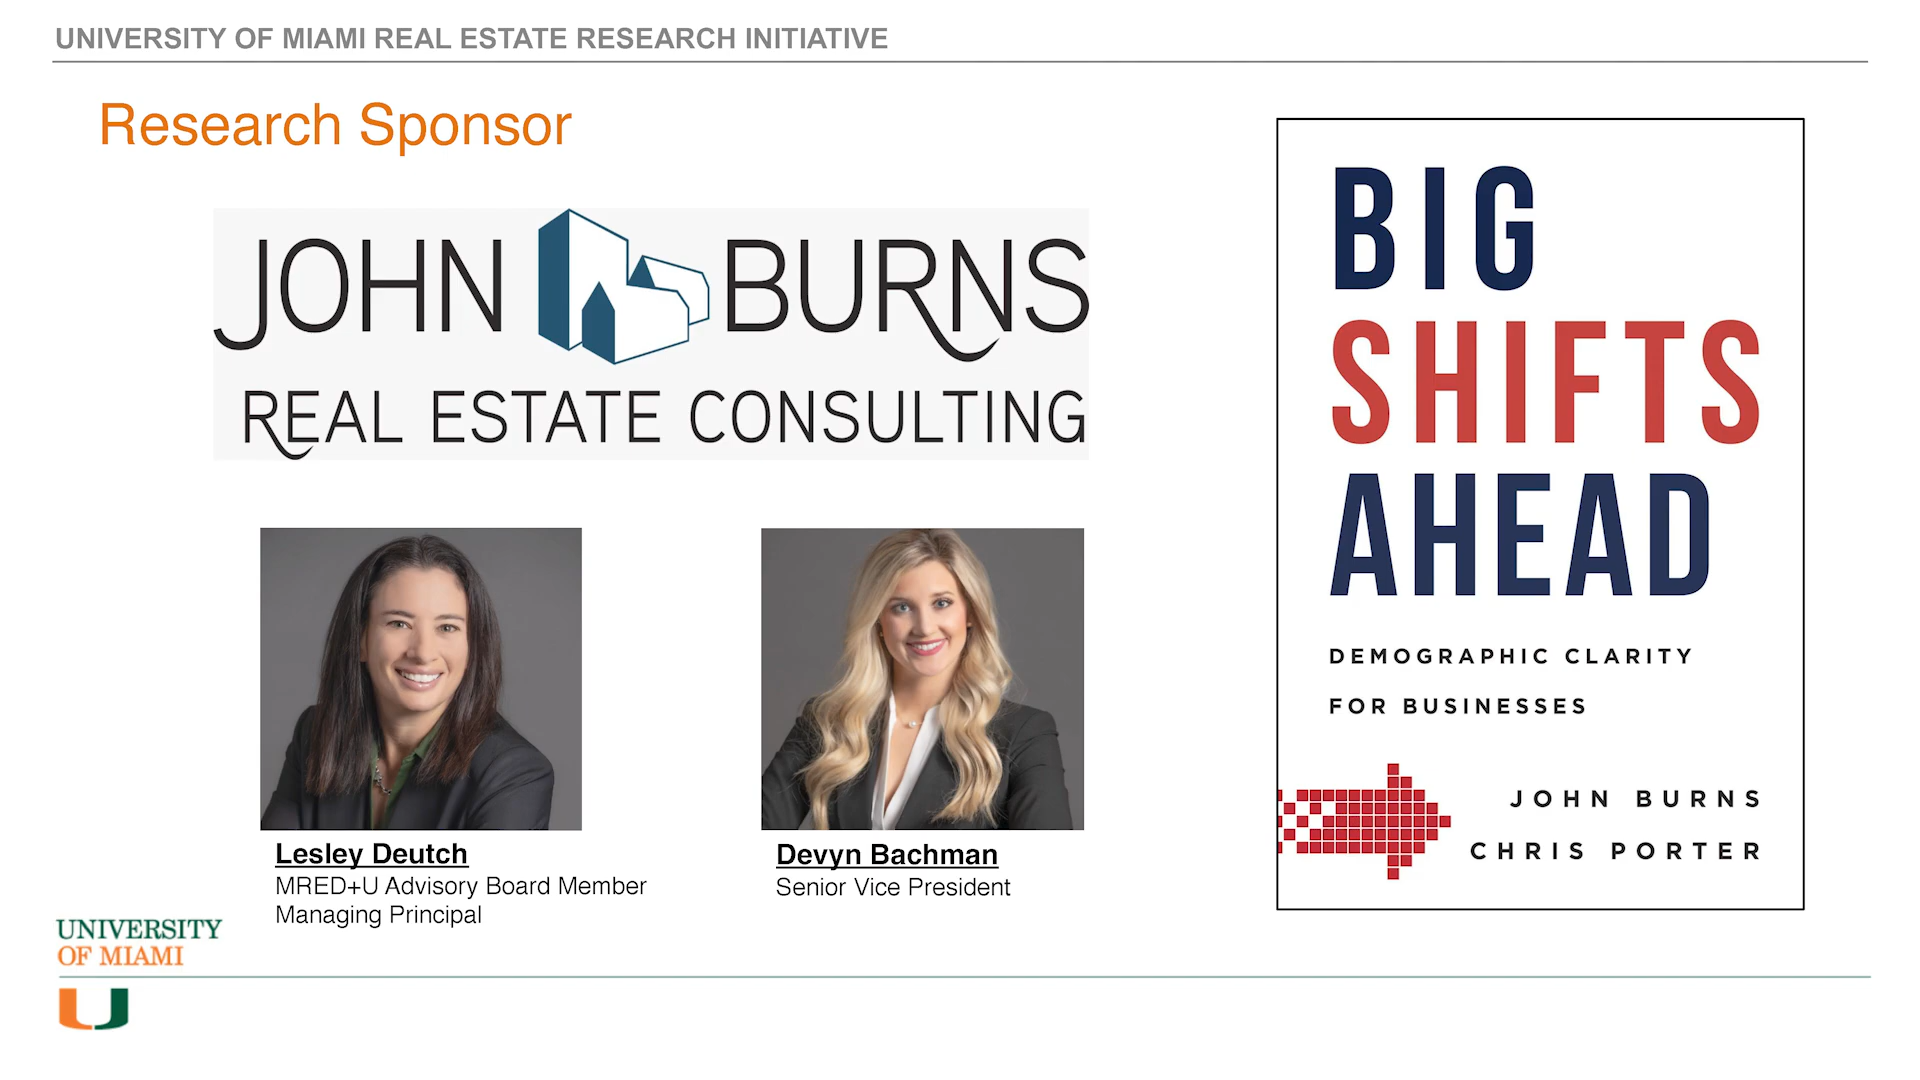 UNIVERSITY OF MIAMI REAL ESTATE RESEARCH INITIATIVE
Research Sponsor
JOHN BURNS
REAL ESTATE CONSULTING
Lesley Deutch
MRED+U Advisory Board Member
Managing Principal
Devyn Bachman
Senior Vice President
BIG
SHIFTS
AHEAD
DEMOGRAPHIC CLARITY
FOR BUSINESSES
JOHN BURNS
CHRIS PORTER
UNIVERSITY
OF MIAMI